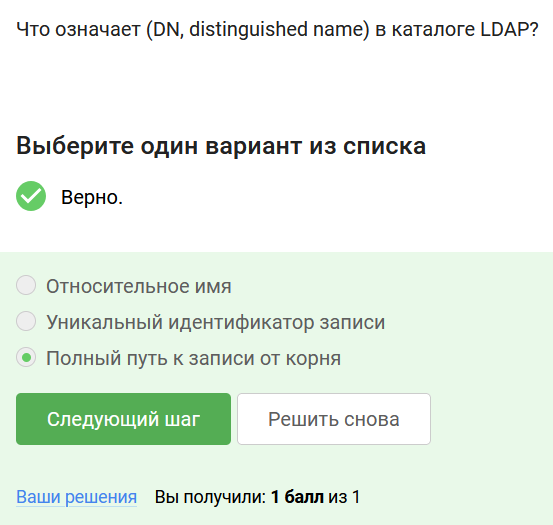 Что означает (DN, distinguished name) в каталоге LDAP?
Выберите один вариант из списка
Верно.
Относительное имя
Уникальный идентификатор записи
Полный путь к записи от корня
Следующий шаг
Решить снова
Ваши решения Вы получили: 1 балл из 1